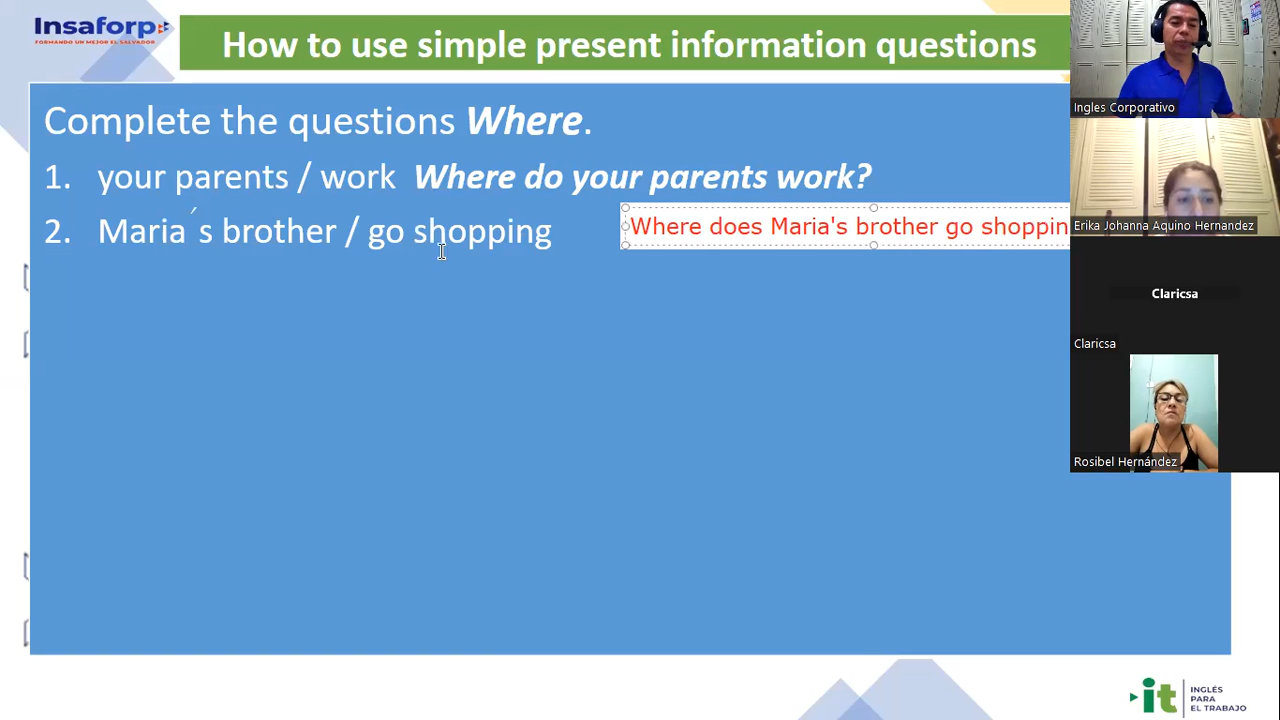 Insaforp
FORMANDO UN MEJOR EL SALVADOR
How to use simple present information questions
Complete the questions Where.
1. your parents / work Where do your parents work?
2. Maria´s brother / go shopping Where does Maria's brother go shoppin
Ingles Corporativo
Erika Johanna Aquino Hernandez
Claricsa
Claricsa
Rosibel Hernández
it INGLÉS
PARA
EL TRABAJO